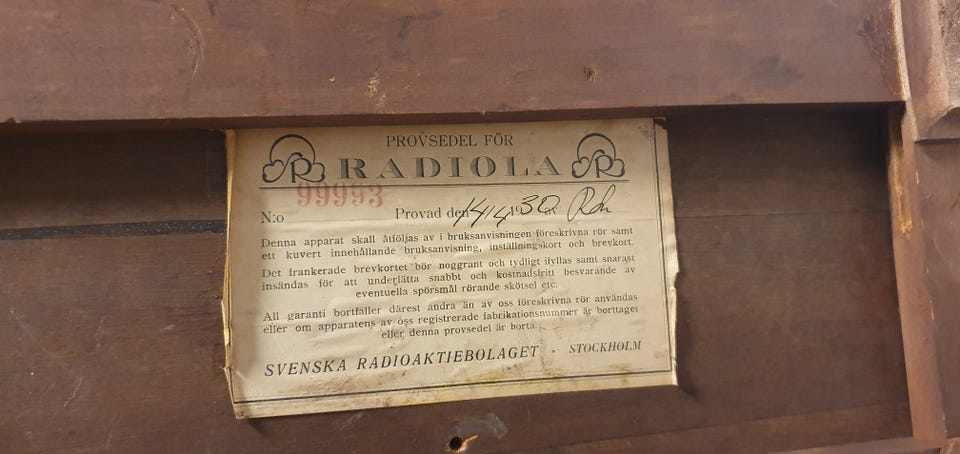 PROVSEDEL FÖR
SR RADIOLA SR
N:o 99993 Provad den 14/4 1930 av
Denna apparat skall åtföljas av i bruksanvisningen föreskrivna rör samt
ett kuvert innehållande bruksanvisning, inställningskort och brevkort.
Det frankerade brevkortet bör noggrant och tydligt ifyllas samt snarast
insändas för att underlätta snabbt och kostnadsfritt besvarande av
eventuella spörsmål rörande skötsel etc.
All garanti bortfaller därest andra än av oss föreskrivna rör användas
eller om apparatens av oss registrerade fabrikationsnummer är borttaget
eller denna provsedel är borta
SVENSKA RADIOAKTIEBOLAGET · STOCKHOLM